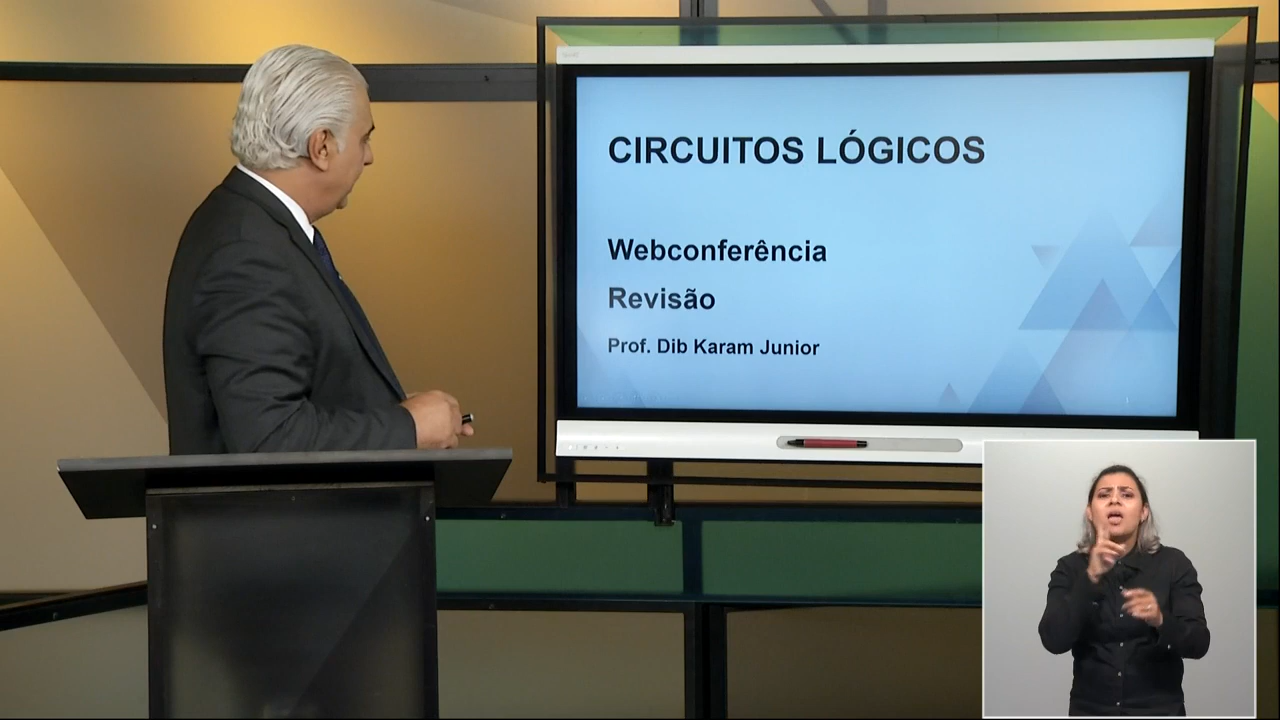 CIRCUITOS LÓGICOS
Webconferência
Revisão
Prof. Dib Karam Junior